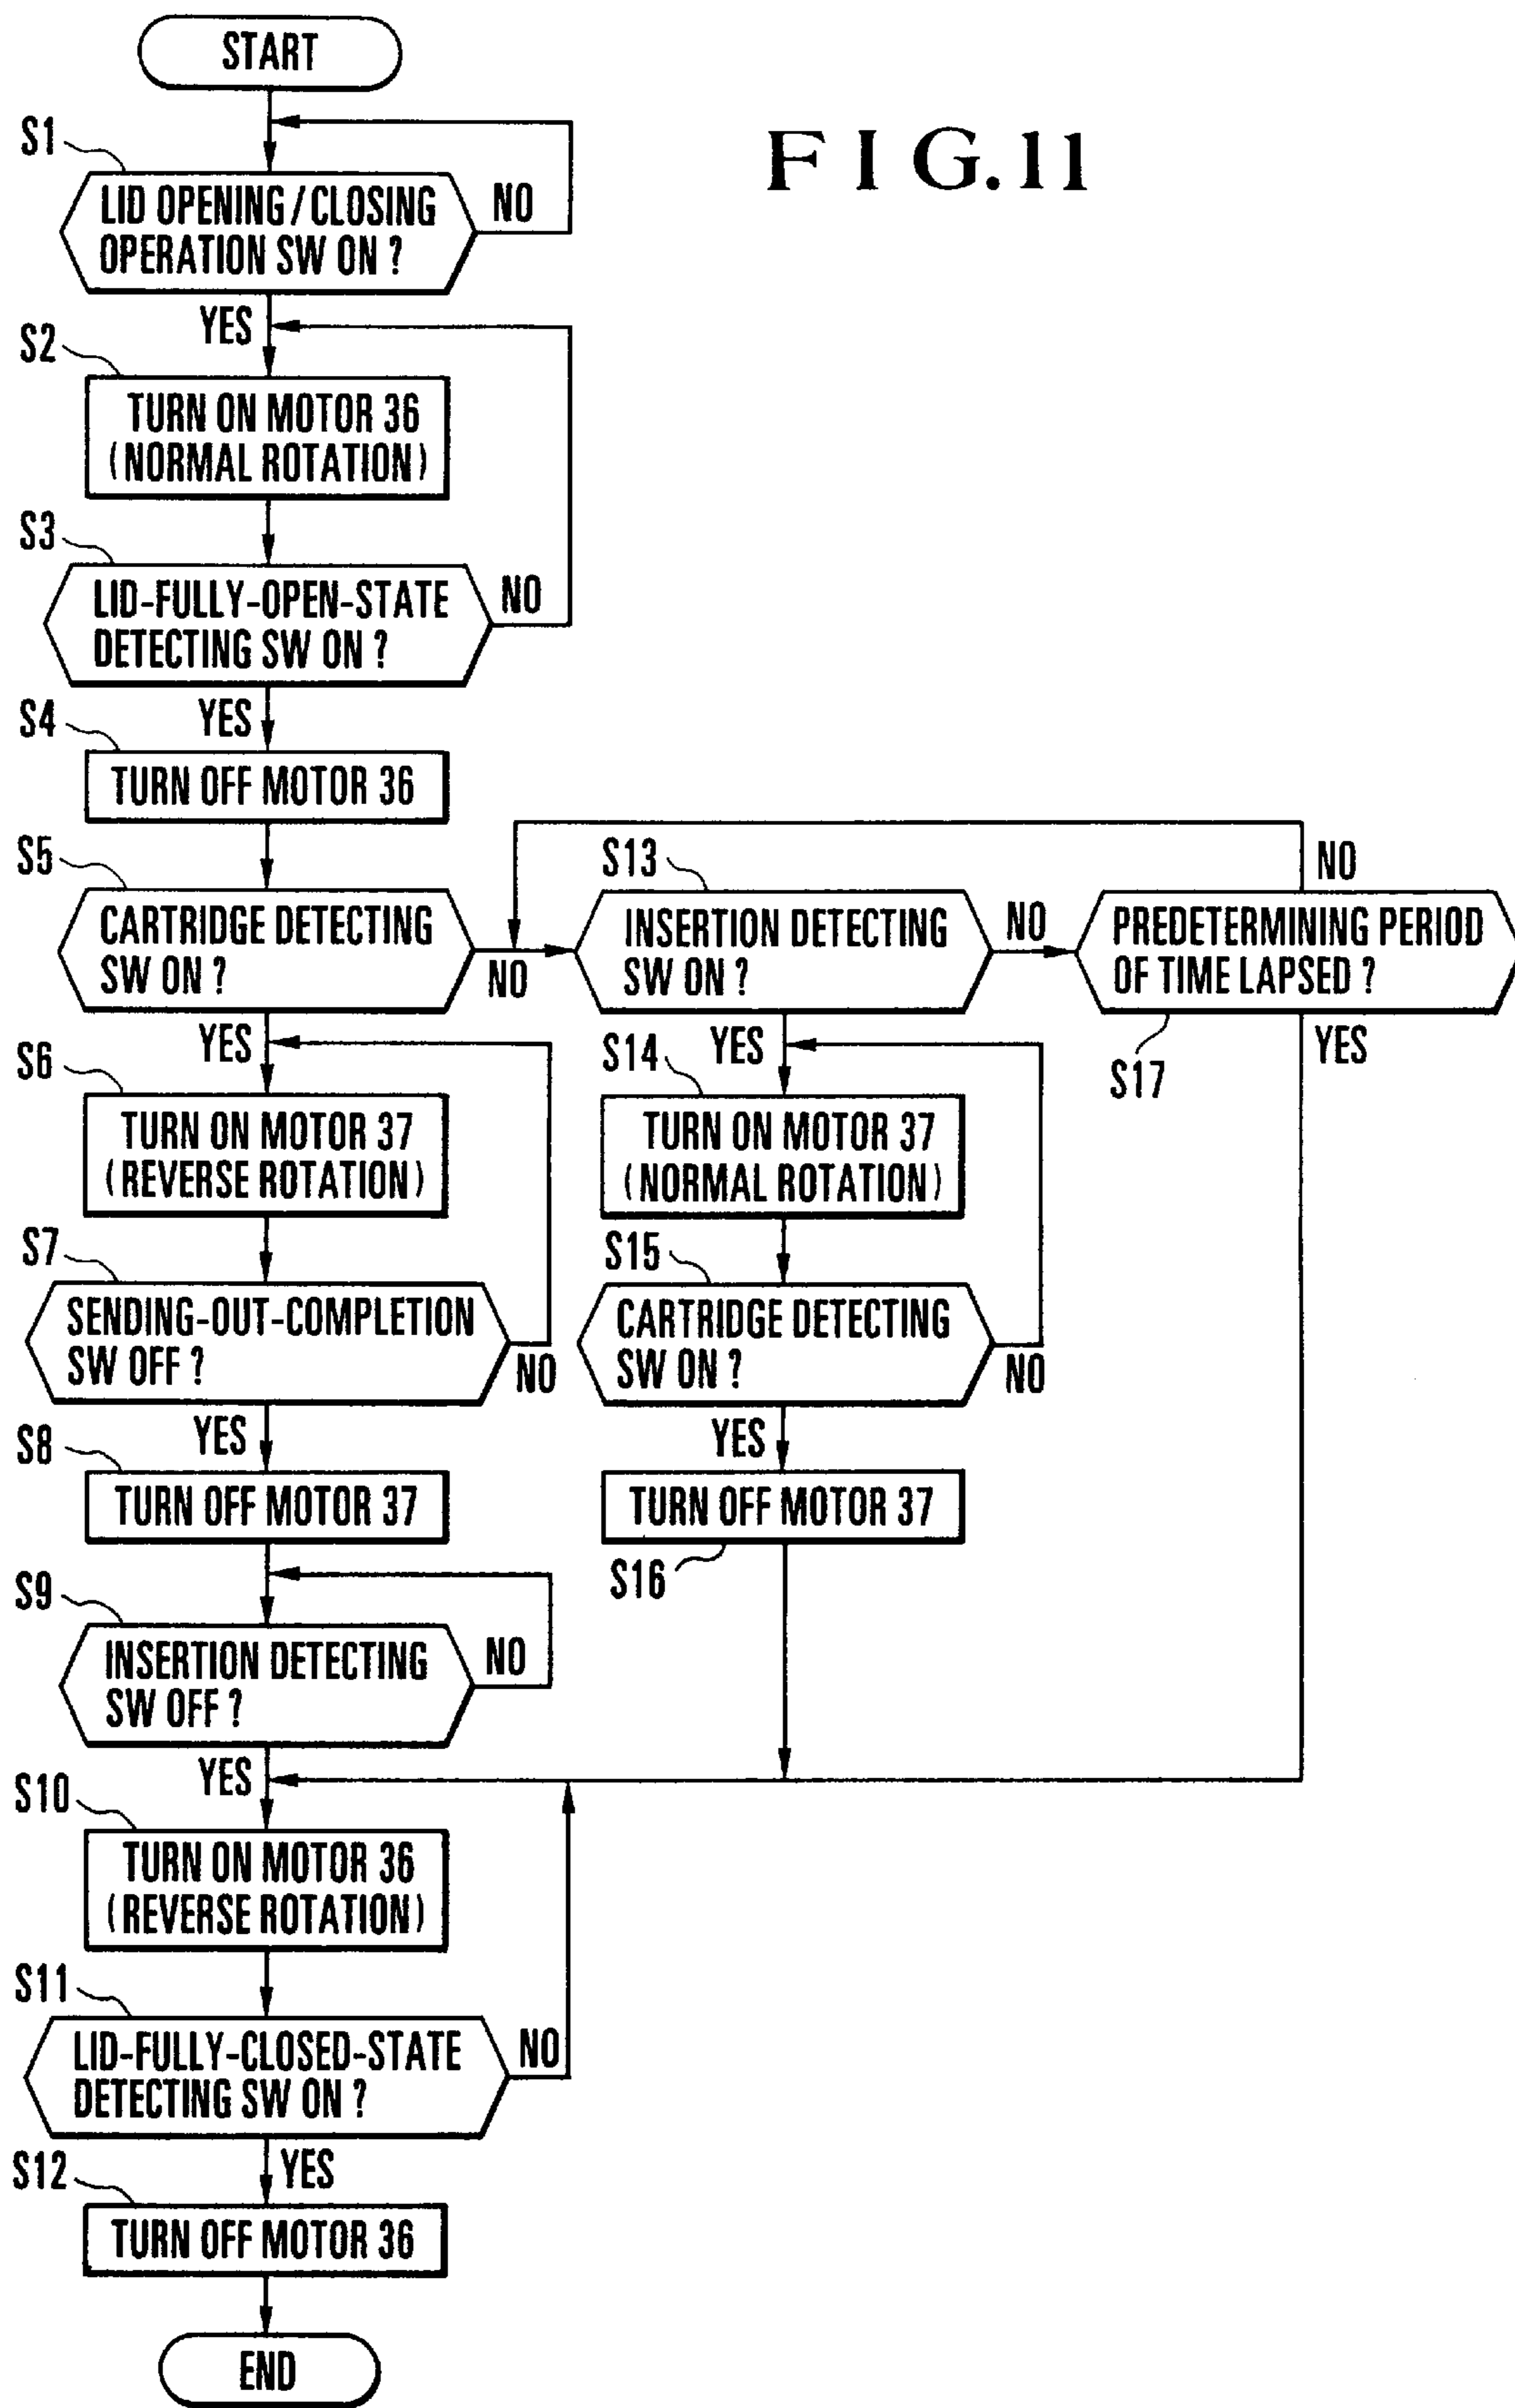 START
FIG.11
S1
LID OPENING/CLOSING
OPERATION SW ON?
NO
YES
S2
TURN ON MOTOR 36
(NORMAL ROTATION)
S3
LID-FULLY-OPEN-STATE
DETECTING SW ON?
NO
YES
S4
TURN OFF MOTOR 36
S5
CARTRIDGE DETECTING
SW ON?
NO
YES
S6
TURN ON MOTOR 37
(REVERSE ROTATION)
S7
SENDING-OUT-COMPLETION
SW OFF?
NO
YES
S8
TURN OFF MOTOR 37
S9
INSERTION DETECTING
SW OFF?
NO
YES
S10
TURN ON MOTOR 36
(REVERSE ROTATION)
S11
LID-FULLY-CLOSED-STATE
DETECTING SW ON?
NO
YES
S12
TURN OFF MOTOR 36
END
S13
INSERTION DETECTING
SW ON?
NO
YES
S14
TURN ON MOTOR 37
(NORMAL ROTATION)
S15
CARTRIDGE DETECTING
SW ON?
NO
YES
TURN OFF MOTOR 37
S16
NO
PREDETERMINING PERIOD
OF TIME LAPSED?
YES
S17